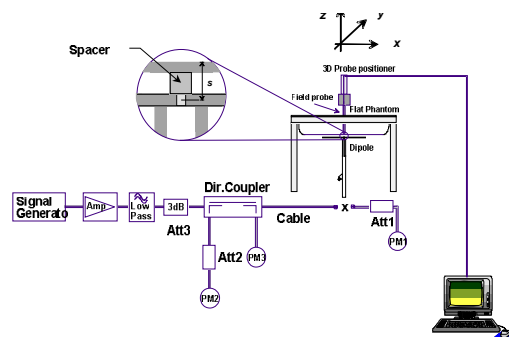 z
y
x
3D Probe positioner
Spacer
s
Field probe
Flat Phantom
Dipole
Signal
Generato
Amp
Low
Pass
3dB
Att3
Dir.Coupler
Cable
x
Att1
PM1
Att2
PM3
PM2